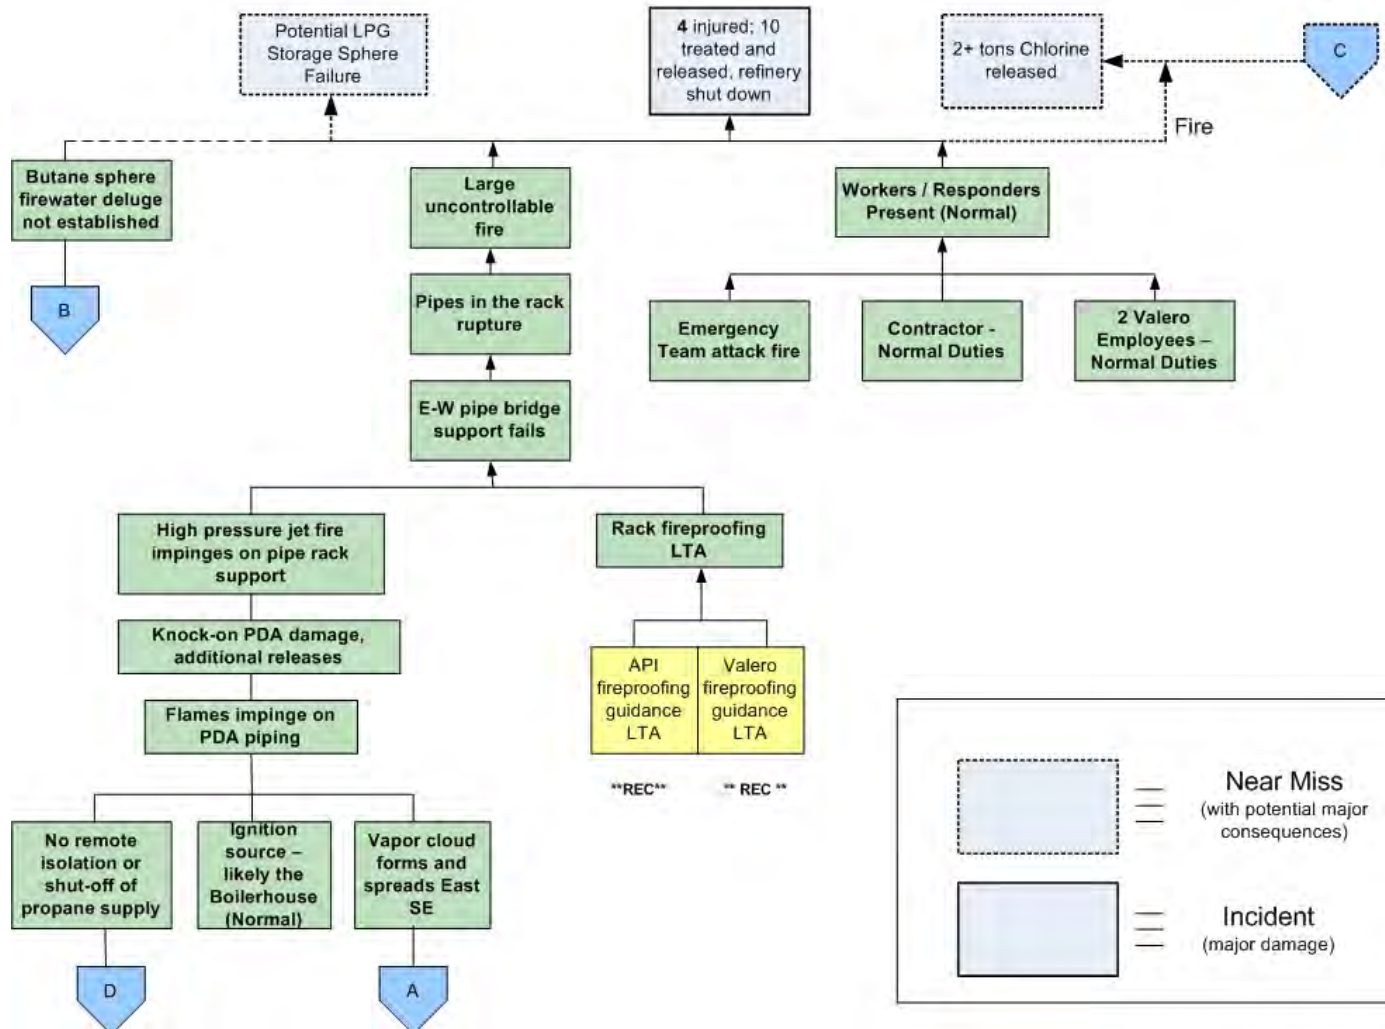 Potential LPG
Storage Sphere
Failure
4 injured; 10
treated and
released, refinery
shut down
2+ tons Chlorine
released
C
Fire
Butane sphere
firewater deluge
not established
Large
uncontrollable
fire
Workers / Responders
Present (Normal)
B
Pipes in the rack
rupture
Emergency
Team attack fire
Contractor -
Normal Duties
2 Valero
Employees –
Normal Duties
E-W pipe bridge
support fails
High pressure jet fire
impinges on pipe rack
support
Rack fireproofing
LTA
Knock-on PDA damage,
additional releases
API
fireproofing
guidance
LTA
Valero
fireproofing
guidance
LTA
Flames impinge on
PDA piping
**REC**
** REC **
No remote
isolation or
shut-off of
propane supply
Ignition
source –
likely the
Boilerhouse
(Normal)
Vapor cloud
forms and
spreads East
SE
D
A
Near Miss
(with potential major
consequences)
Incident
(major damage)